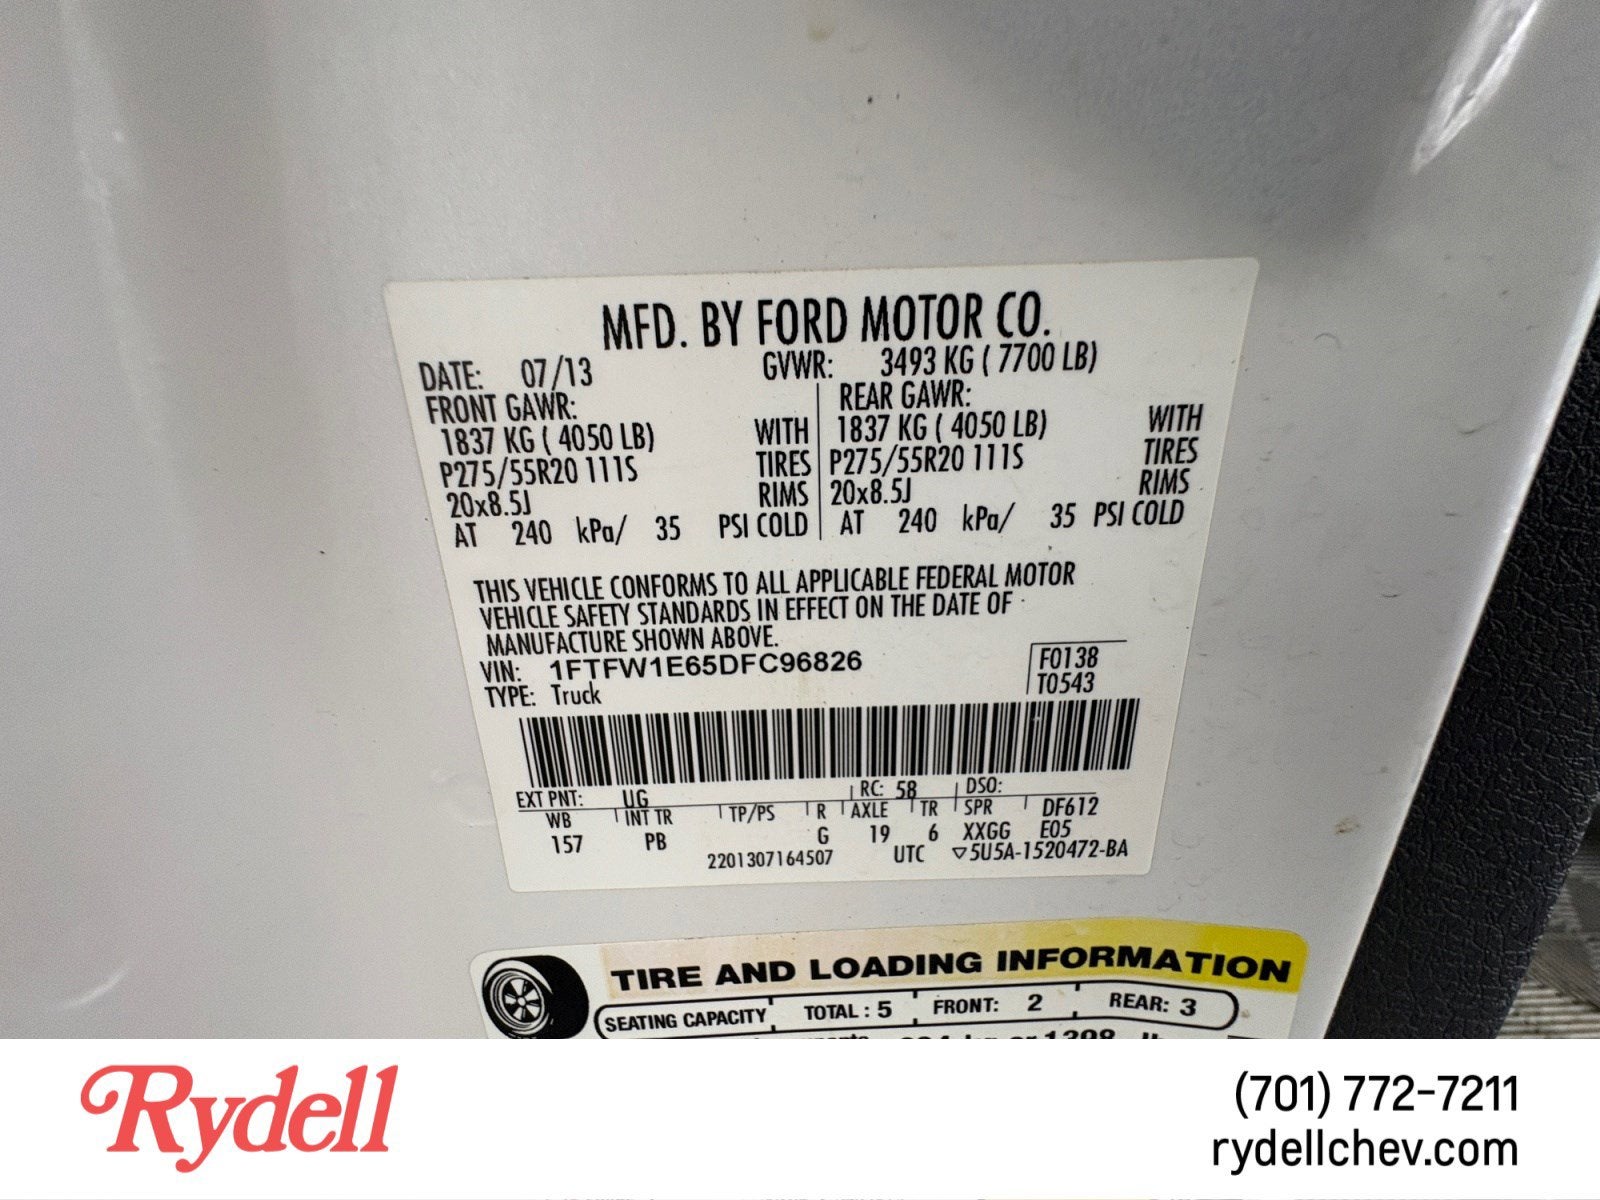 MFD. BY FORD MOTOR CO.
DATE: 07/13 GVWR: 3493 KG ( 7700 LB)
FRONT GAWR: REAR GAWR:
1837 KG ( 4050 LB) WITH 1837 KG ( 4050 LB) WITH
P275/55R20 111S TIRES P275/55R20 111S TIRES
20x8.5J RIMS 20x8.5J RIMS
AT 240 kPa/ 35 PSI COLD AT 240 kPa/ 35 PSI COLD
THIS VEHICLE CONFORMS TO ALL APPLICABLE FEDERAL MOTOR
VEHICLE SAFETY STANDARDS IN EFFECT ON THE DATE OF
MANUFACTURE SHOWN ABOVE.
VIN: 1FTFW1E65DFC96826 F0138
TYPE: Truck T0543
EXT PNT: UG RC: 58 DSO:
WB INT TR TP/PS R AXLE TR SPR DF612
157 PB G 19 6 XXGG E05
2201307164507 UTC ▽5U5A-1520472-BA
TIRE AND LOADING INFORMATION
SEATING CAPACITY TOTAL : 5 FRONT: 2 REAR: 3
kg or 1398
Rydell
(701) 772-7211
rydellchev.com